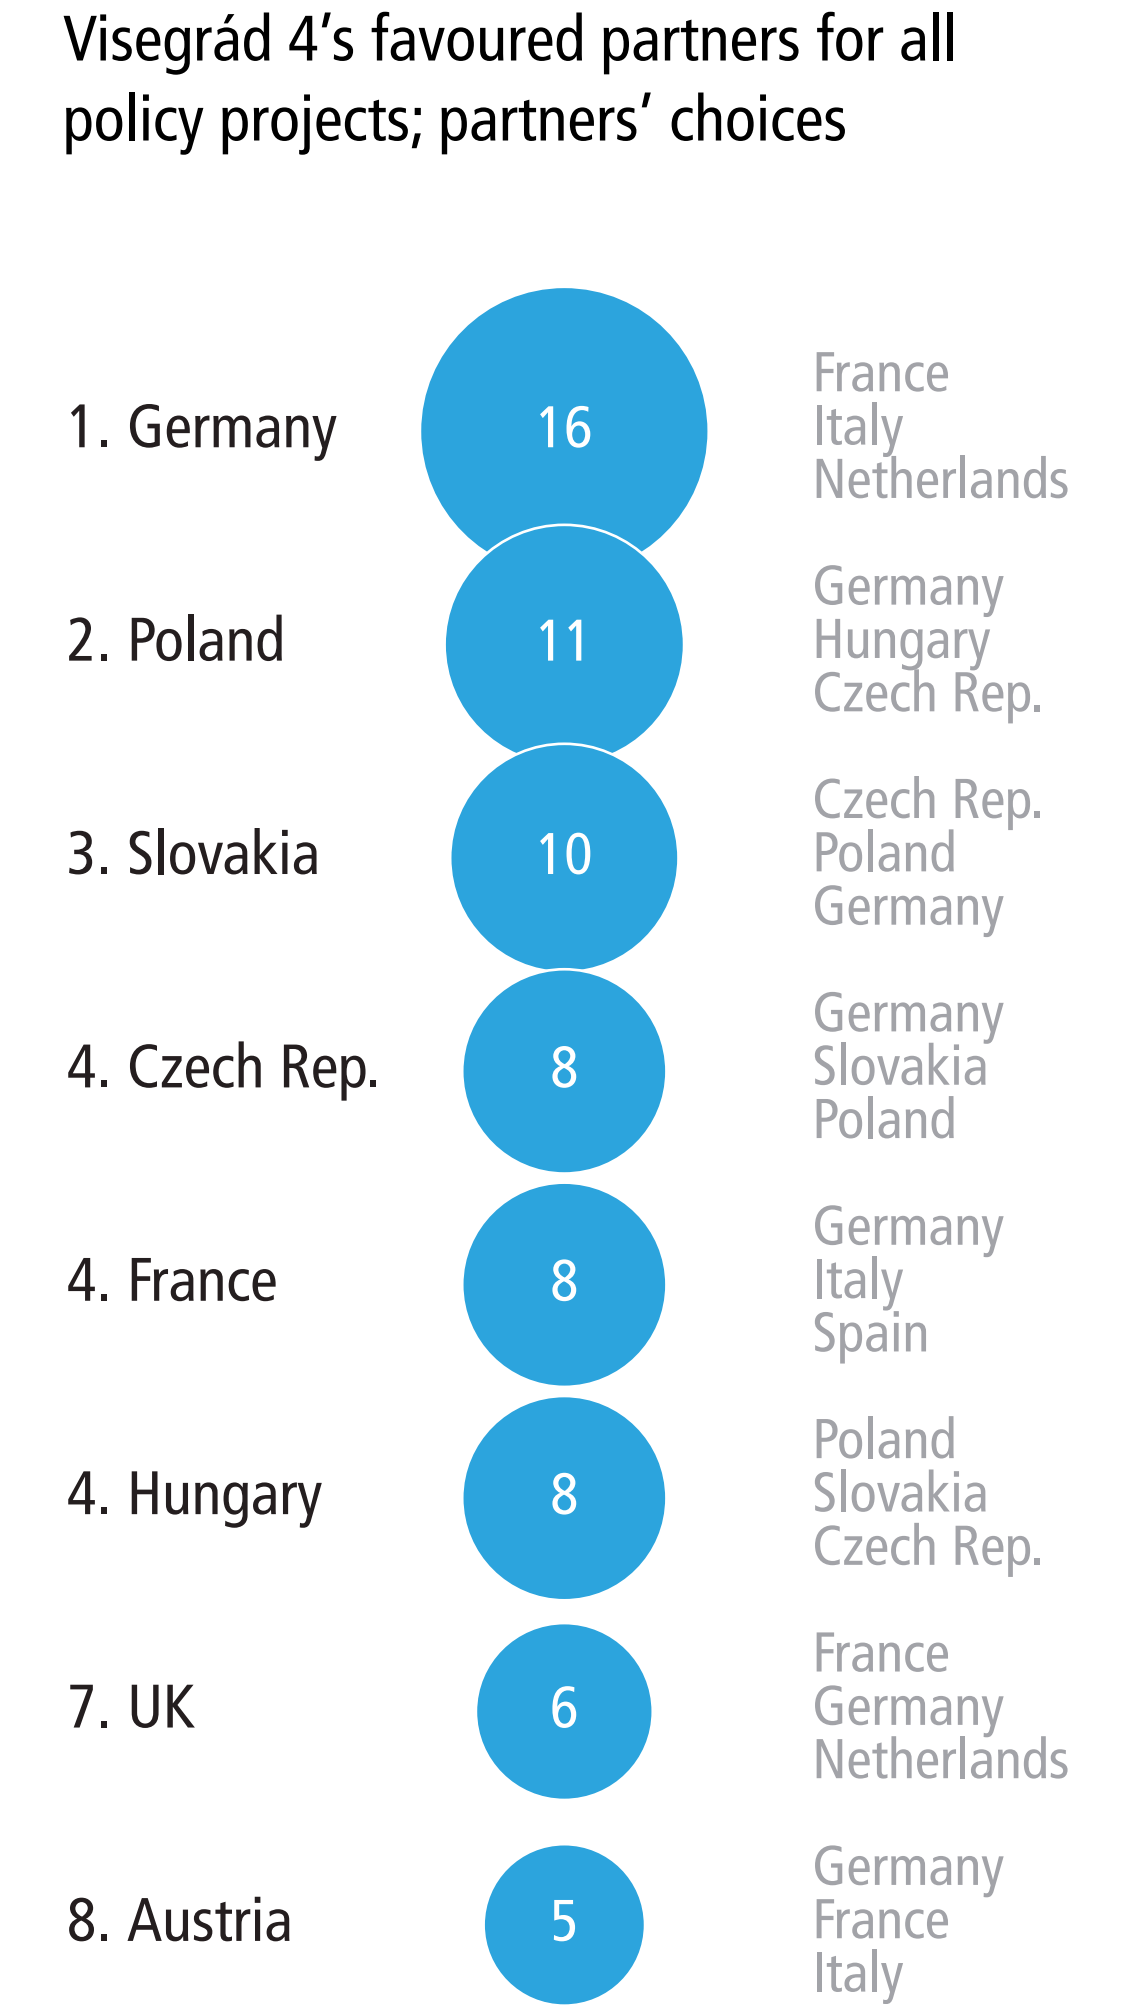 Visegrád 4’s favoured partners for all
policy projects; partners’ choices
1. Germany
16
France
Italy
Netherlands
2. Poland
11
Germany
Hungary
Czech Rep.
3. Slovakia
10
Czech Rep.
Poland
Germany
4. Czech Rep.
8
Germany
Slovakia
Poland
4. France
8
Germany
Italy
Spain
4. Hungary
8
Poland
Slovakia
Czech Rep.
7. UK
6
France
Germany
Netherlands
8. Austria
5
Germany
France
Italy